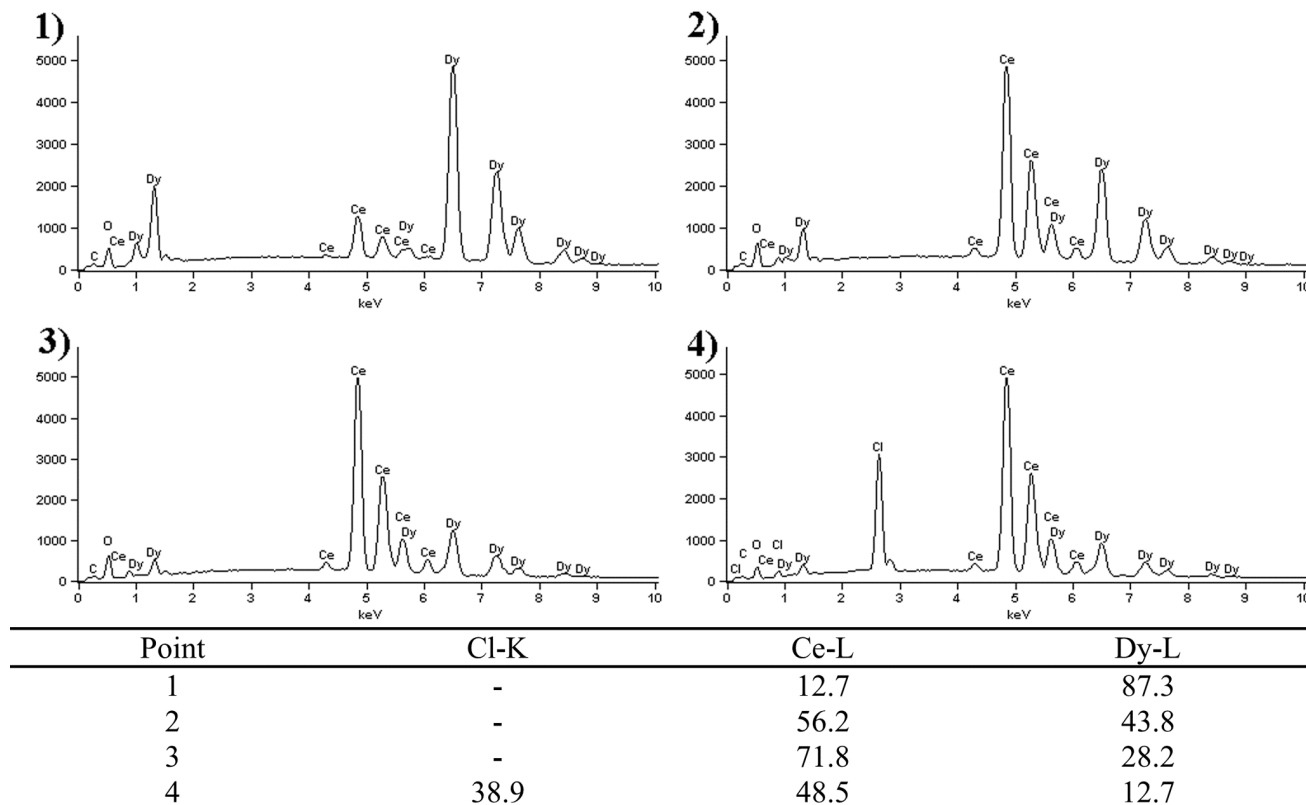 1)
5000
4000
3000
2000
1000
0
C
O
Ce
Dy
Dy
Ce
Ce
Ce
Dy
Ce
Ce
Dy
Dy
Dy
Dy
Dy
Dy
0 1 2 3 4 5 6 7 8 9 10
keV
2)
5000
4000
3000
2000
1000
0
C
O
Ce
Dy
Dy
Ce
Ce
Ce
Ce
Dy
Ce
Dy
Dy
Dy
Dy
Dy
Dy
0 1 2 3 4 5 6 7 8 9 10
keV
3)
5000
4000
3000
2000
1000
0
C
O
Ce
Dy
Dy
Ce
Ce
Ce
Ce
Dy
Ce
Dy
Dy
Dy
Dy
Dy
0 1 2 3 4 5 6 7 8 9 10
keV
4)
5000
4000
3000
2000
1000
0
Cl
C
O
Ce
Cl
Dy
Dy
Cl
Ce
Ce
Ce
Ce
Dy
Ce
Dy
Dy
Dy
Dy
Dy
0 1 2 3 4 5 6 7 8 9 10
keV
Point Cl-K Ce-L Dy-L
1 - 12.7 87.3
2 - 56.2 43.8
3 - 71.8 28.2
4 38.9 48.5 12.7